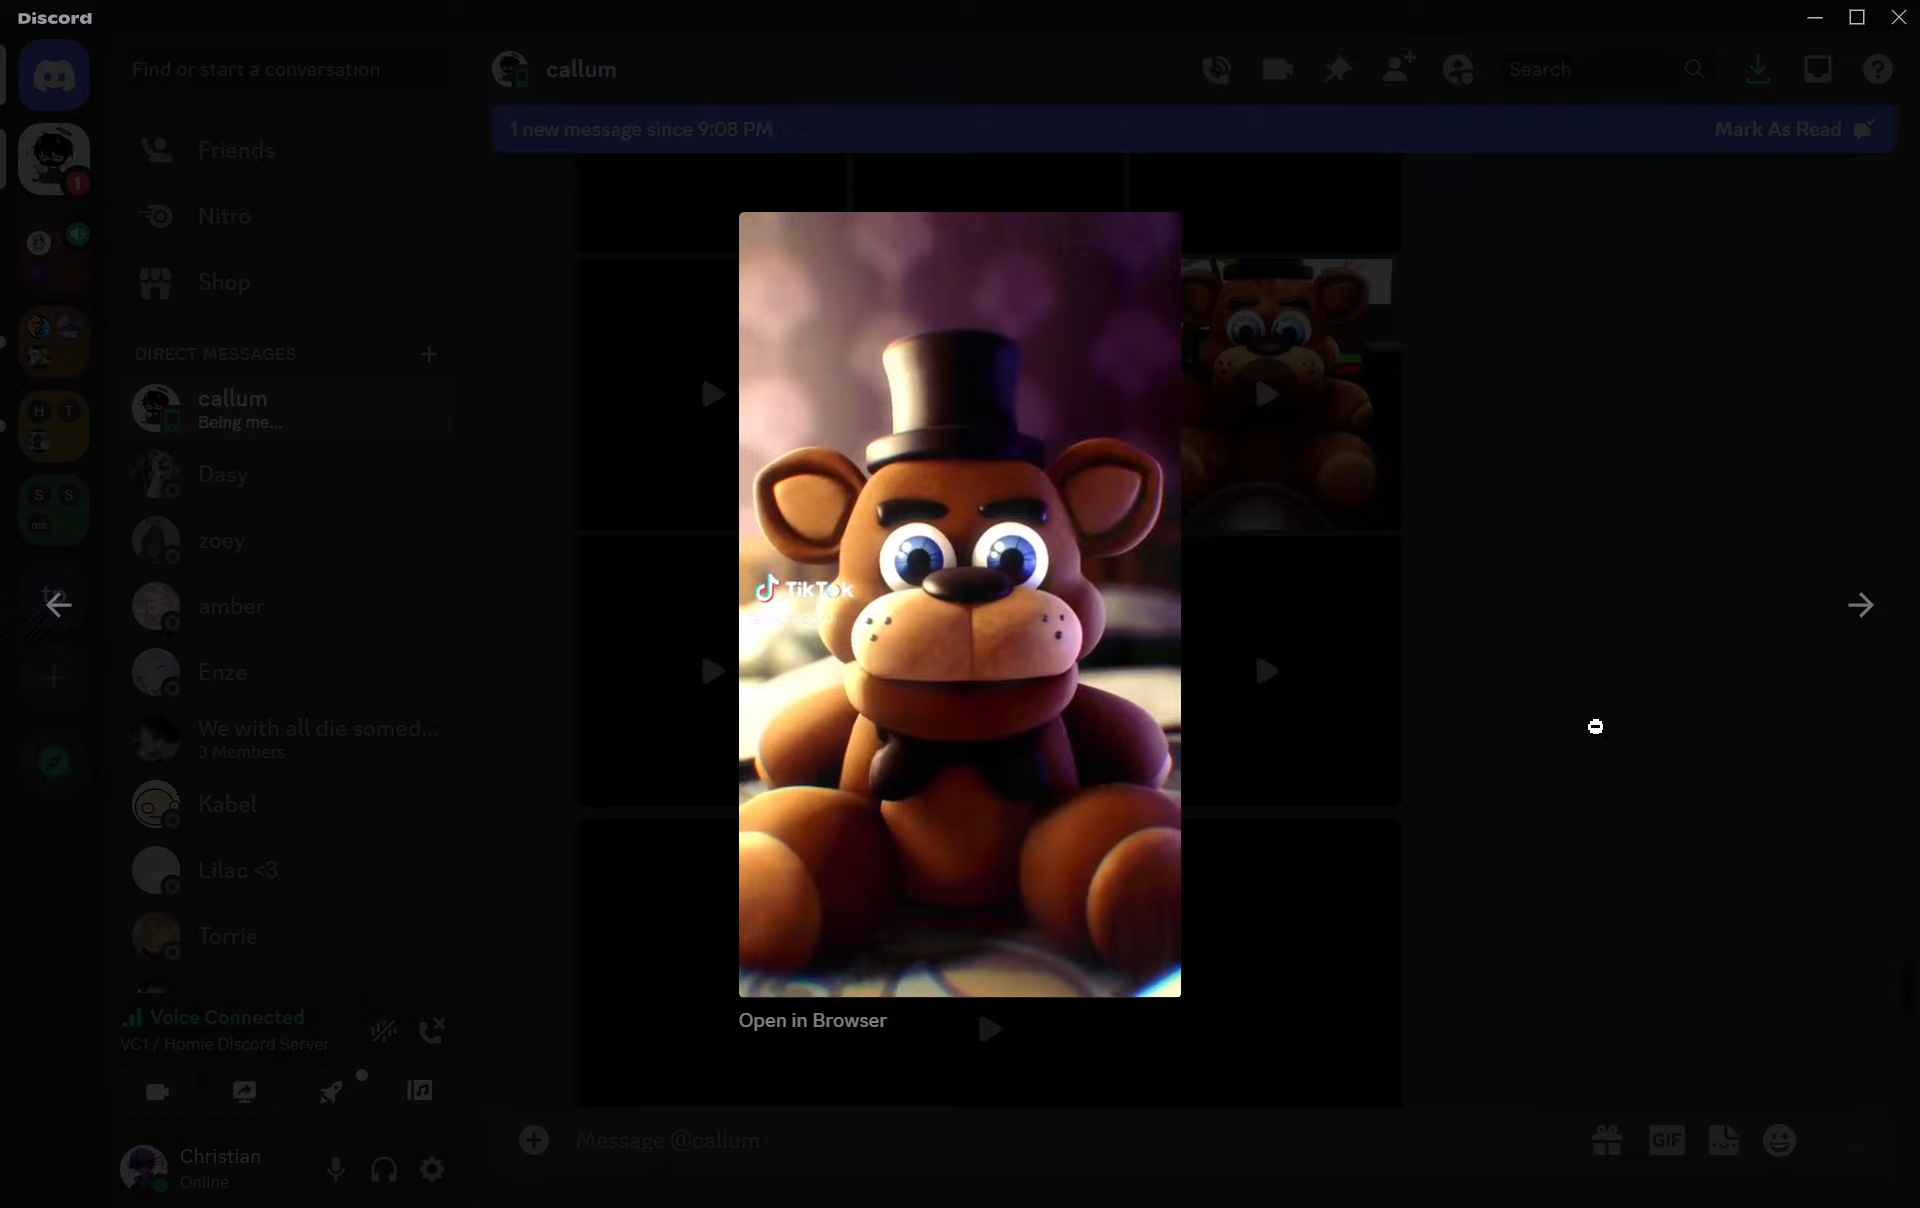 Discord
Find or start a conversation
callum
Search
1 new message since 9:08 PM
Mark As Read
1
Friends
Nitro
Shop
DIRECT MESSAGES
callum
Being me...
Dasy
zoey
amber
Enze
We with all die somed...
3 Members
Kabel
Lilac <3
Torrie
H T
S S
mk
TikTok
Open in Browser
Voice Connected
VC1 / Homie Discord Server
Christian
Online
Message @callum
GIF